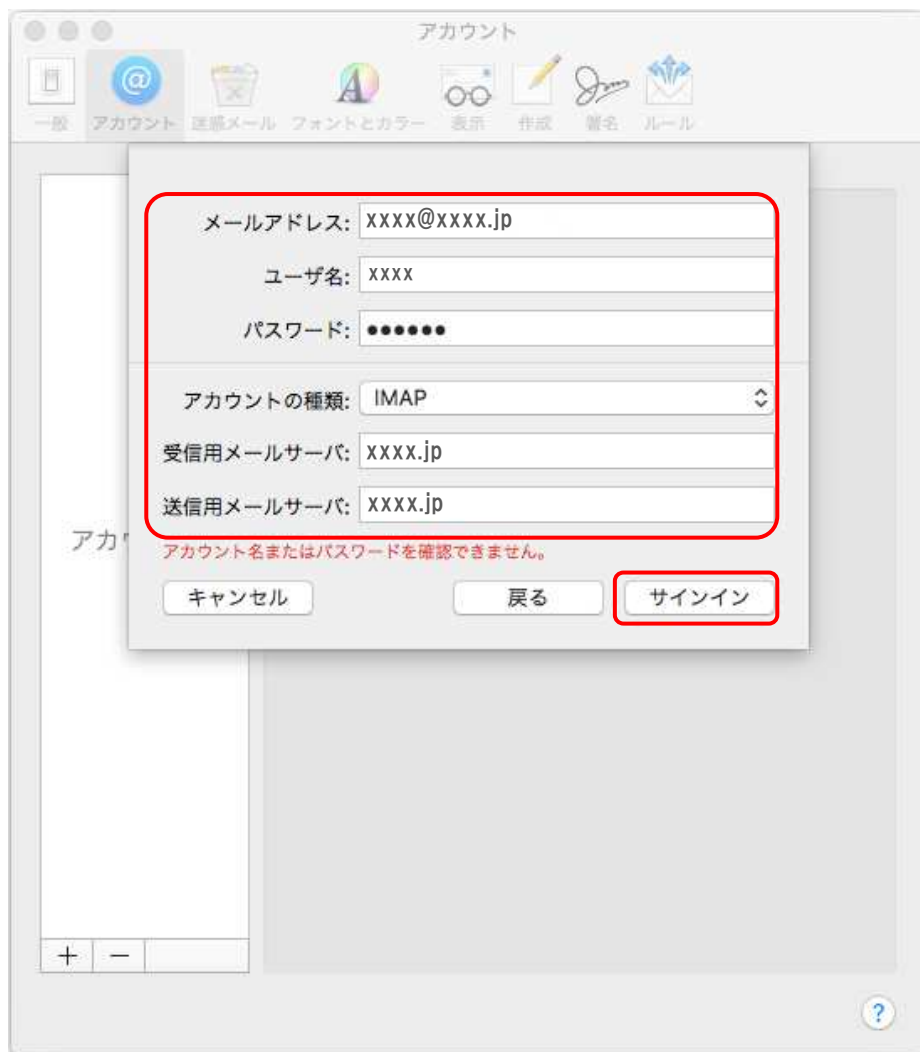 アカウント
一般 アカウント 迷惑メール フォントとカラー 表示 作成 署名 ルール
メールアドレス: xxxx@xxxx.jp
ユーザ名: xxxx
パスワード: ●●●●●●
アカウントの種類: IMAP
受信用メールサーバ: xxxx.jp
送信用メールサーバ: xxxx.jp
アカ
アカウント名またはパスワードを確認できません。
キャンセル 戻る サインイン
+ −
?